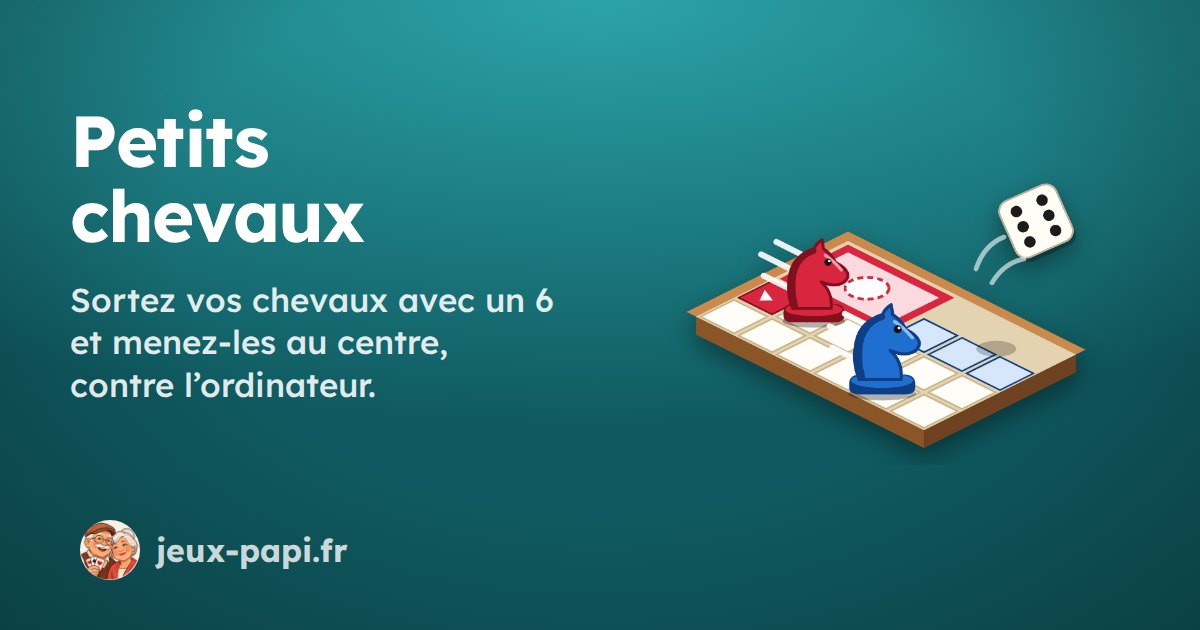 Petits
chevaux
Sortez vos chevaux avec un 6
et menez-les au centre,
contre l’ordinateur.
jeux-papi.fr